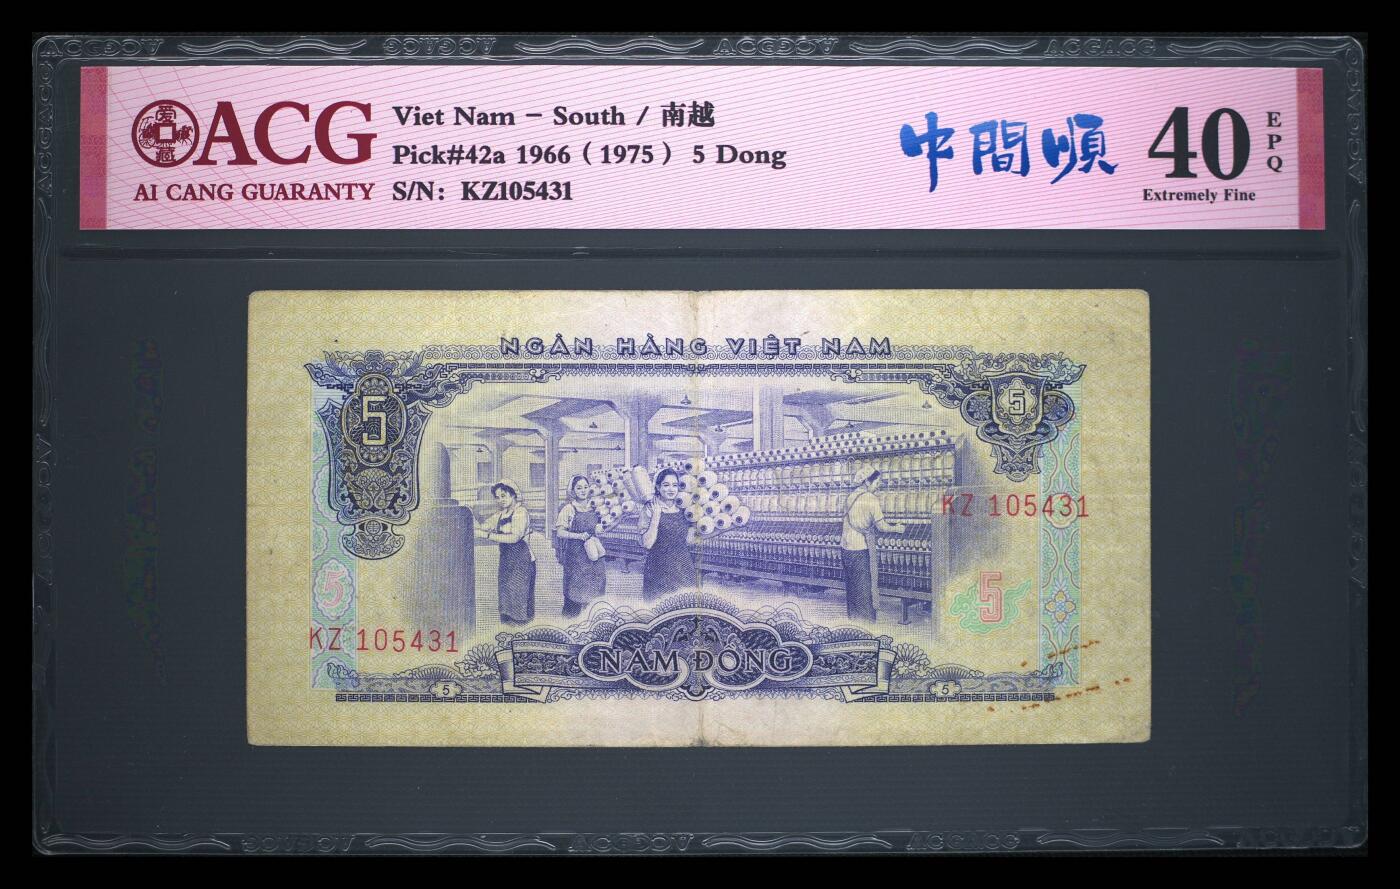 ACG
AI CANG GUARANTY
Viet Nam – South / 南越
Pick#42a 1966 ( 1975 ) 5 Dong
S/N: KZ105431
中間順
40
EPQ
Extremely Fine
NGÂN HÀNG VIỆT NAM
5
5
KZ 105431
5
5
KZ 105431
NĂM ĐỒNG
5
5